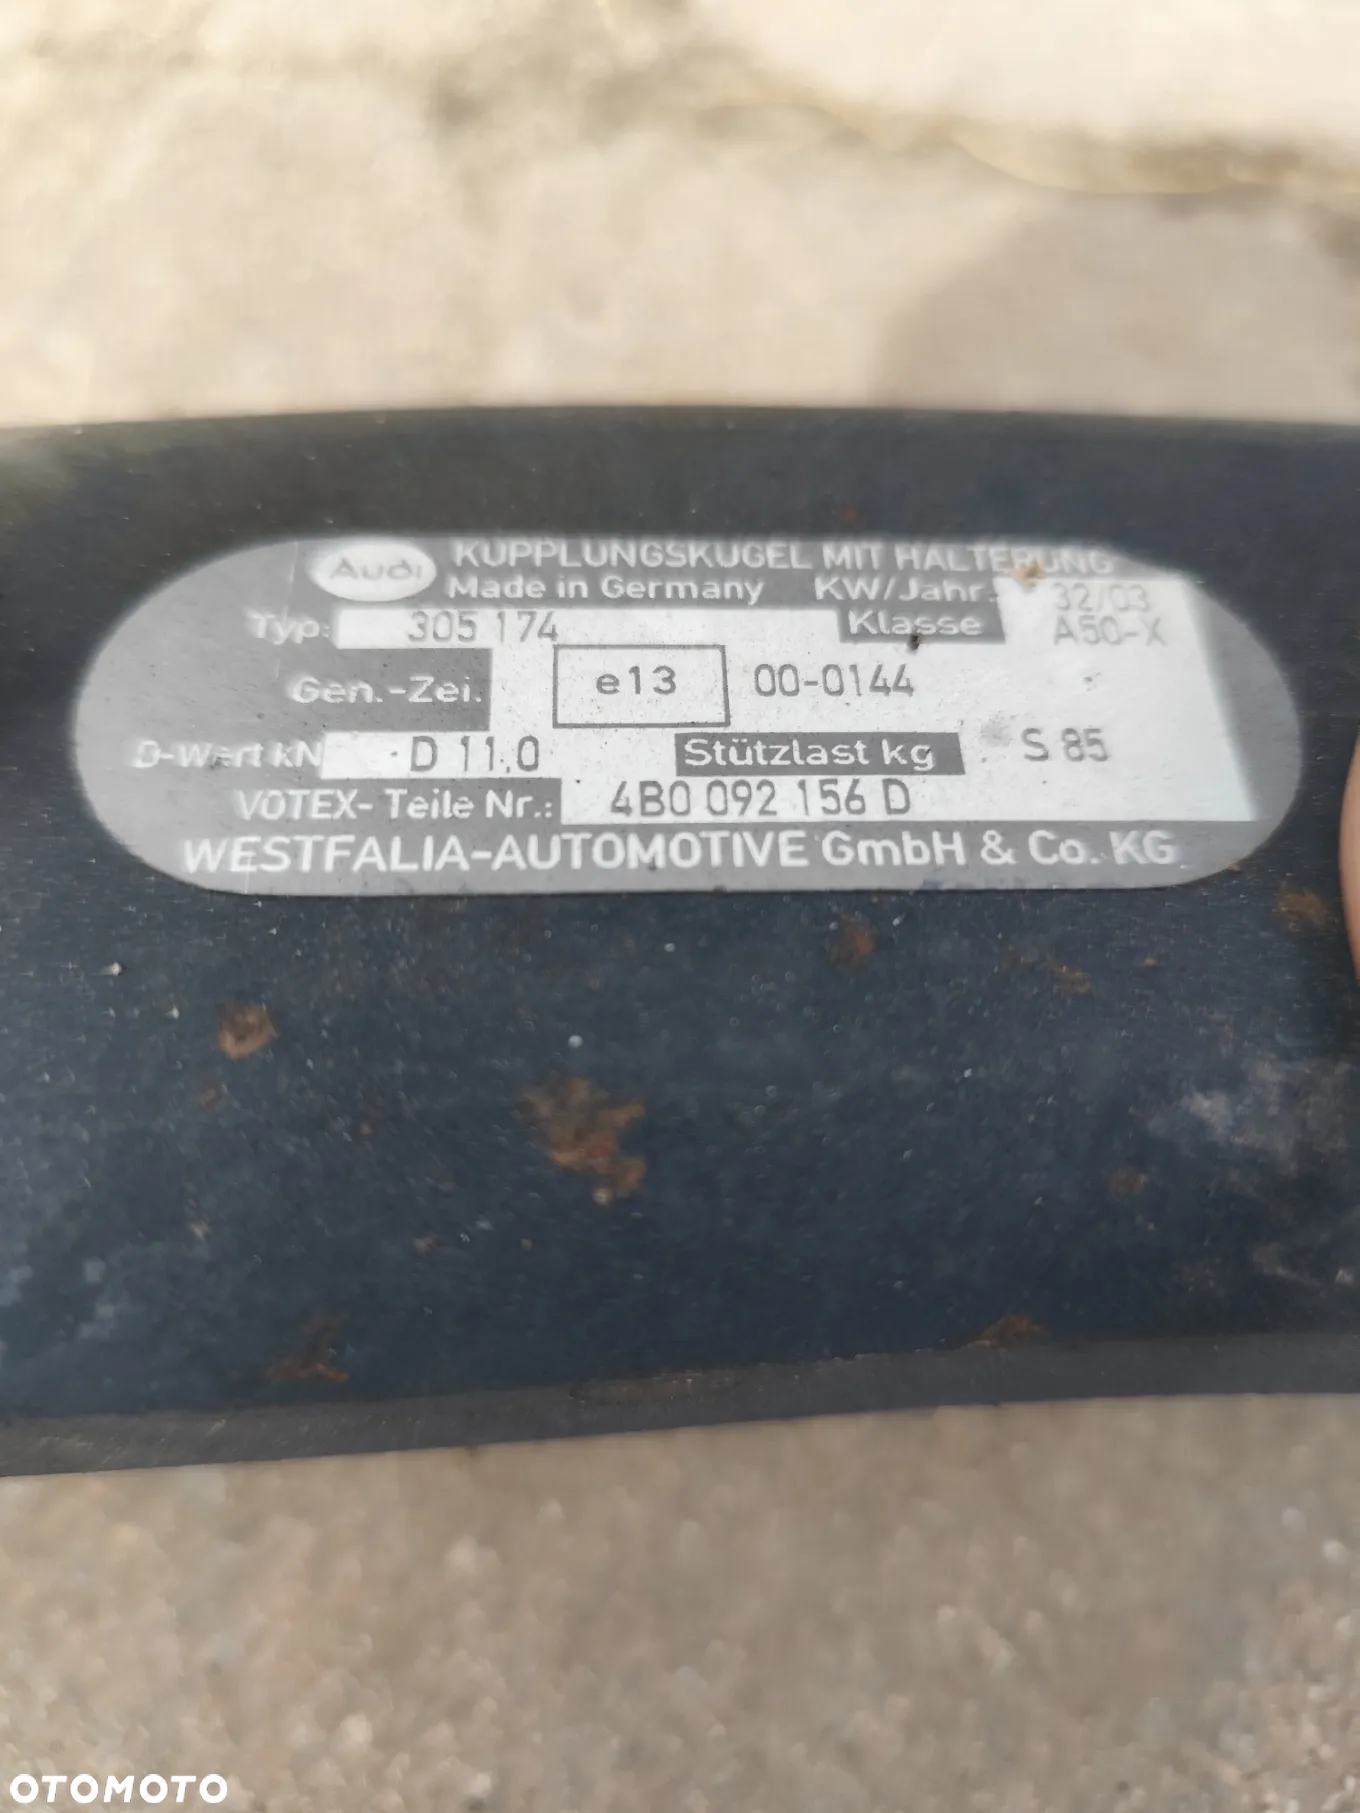 Audi KUPPLUNGSKUGEL MIT HALTERUNG
Made in Germany KW/Jahr: 32/03
Typ: 305 174 Klasse A50-X
Gen.-Zei. e13 00-0144
D-Wert kN D 11,0 Stützlast kg S 85
VOTEX- Teile Nr.: 4B0 092 156 D
WESTFALIA-AUTOMOTIVE GmbH & Co. KG
OTOMOTO